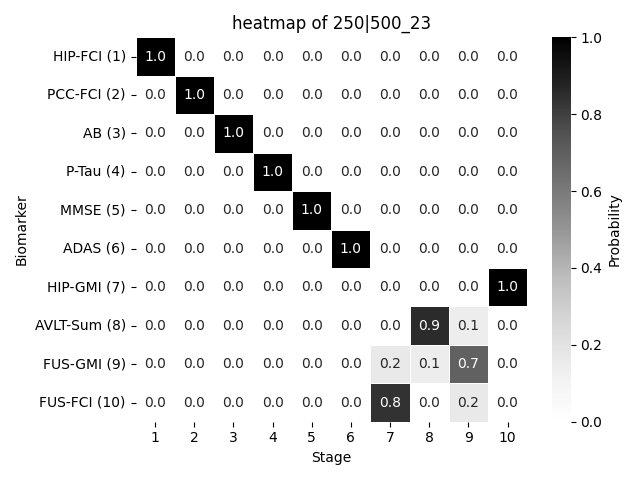 heatmap of 250|500_23
HIP-FCI (1) 1.0 0.0 0.0 0.0 0.0 0.0 0.0 0.0 0.0 0.0
PCC-FCI (2) 0.0 1.0 0.0 0.0 0.0 0.0 0.0 0.0 0.0 0.0
AB (3) 0.0 0.0 1.0 0.0 0.0 0.0 0.0 0.0 0.0 0.0
P-Tau (4) 0.0 0.0 0.0 1.0 0.0 0.0 0.0 0.0 0.0 0.0
MMSE (5) 0.0 0.0 0.0 0.0 1.0 0.0 0.0 0.0 0.0 0.0
ADAS (6) 0.0 0.0 0.0 0.0 0.0 1.0 0.0 0.0 0.0 0.0
HIP-GMI (7) 0.0 0.0 0.0 0.0 0.0 0.0 0.0 0.0 0.0 1.0
AVLT-Sum (8) 0.0 0.0 0.0 0.0 0.0 0.0 0.0 0.9 0.1 0.0
FUS-GMI (9) 0.0 0.0 0.0 0.0 0.0 0.0 0.2 0.1 0.7 0.0
FUS-FCI (10) 0.0 0.0 0.0 0.0 0.0 0.0 0.8 0.0 0.2 0.0
1 2 3 4 5 6 7 8 9 10
Stage
Biomarker
1.0
0.8
0.6
0.4
0.2
0.0
Probability